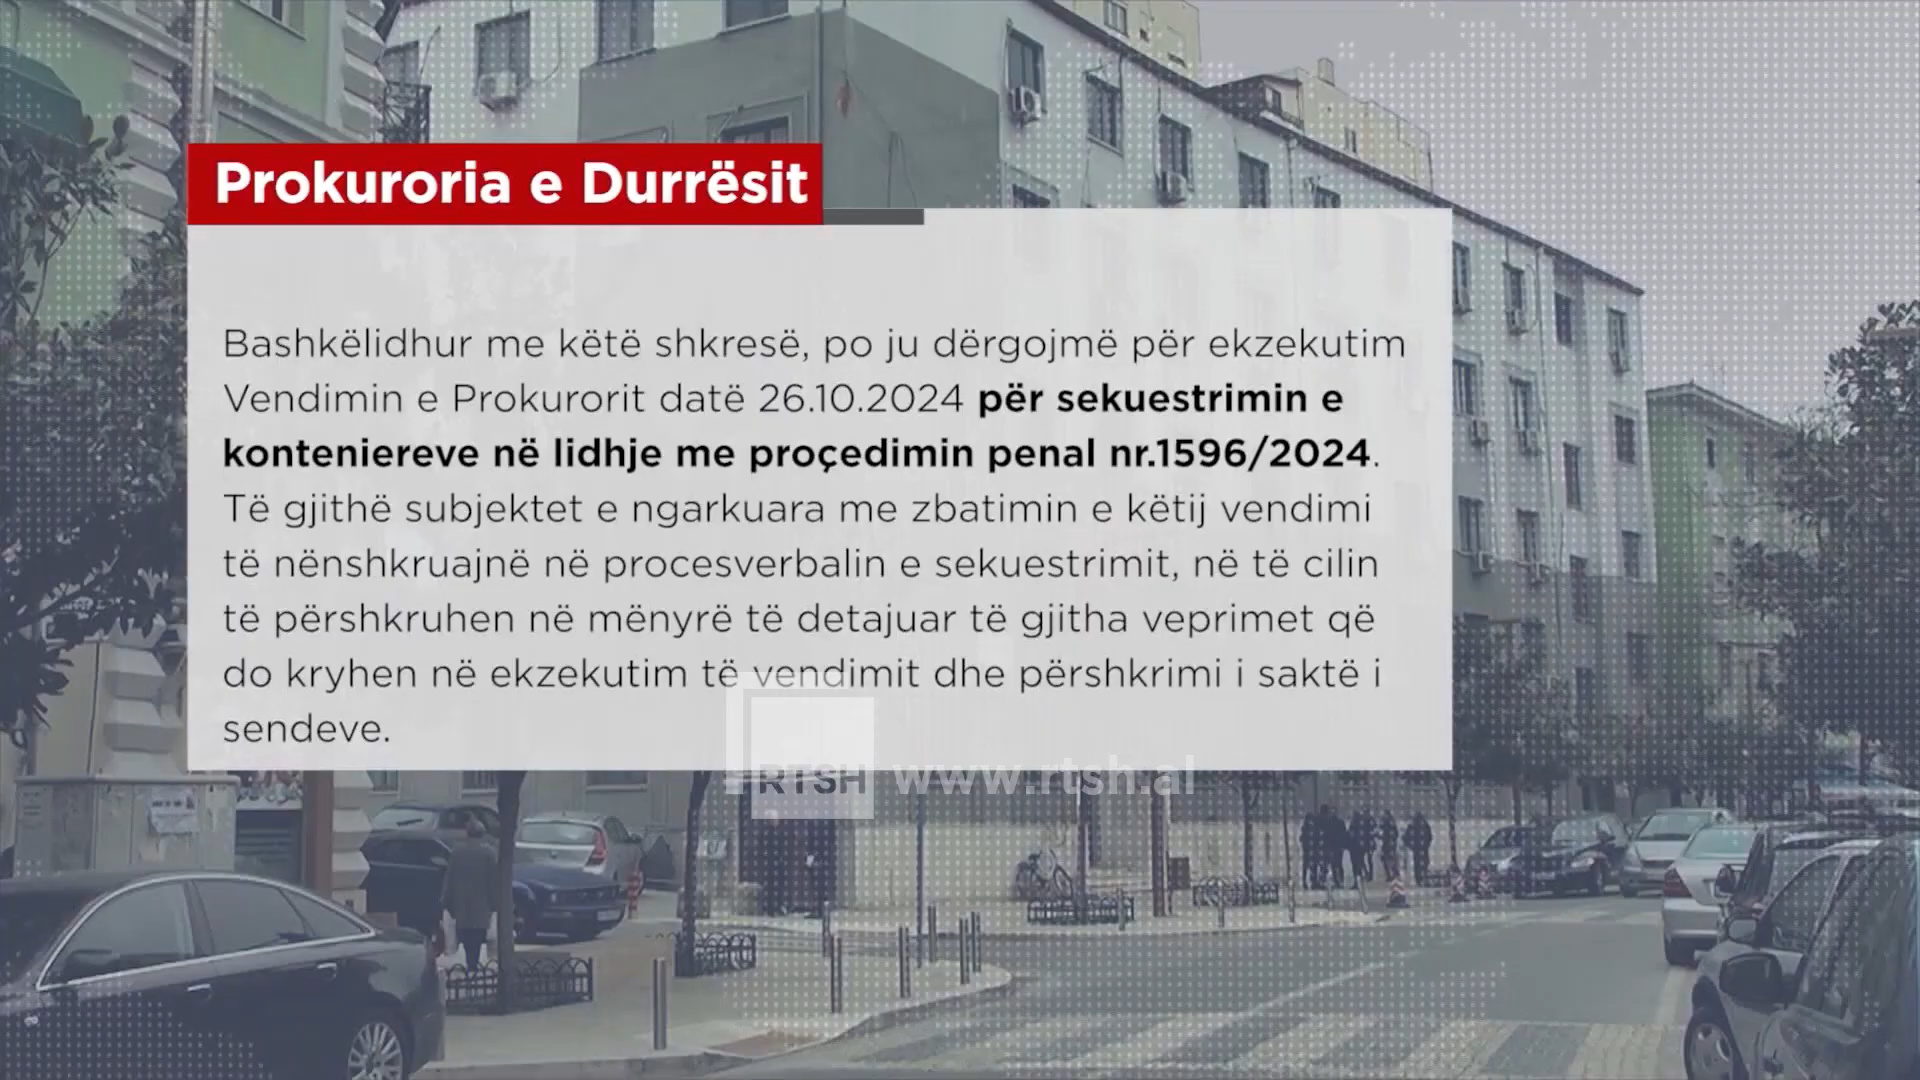 Prokuroria e Durrësit
Bashkëlidhur me këtë shkresë, po ju dërgojmë për ekzekutim
Vendimin e Prokurorit datë 26.10.2024 për sekuestrimin e
konteniereve në lidhje me proçedimin penal nr.1596/2024.
Të gjithë subjektet e ngarkuara me zbatimin e këtij vendimi
të nënshkruajnë në procesverbalin e sekuestrimit, në të cilin
të përshkruhen në mënyrë të detajuar të gjitha veprimet që
do kryhen në ekzekutim të vendimit dhe përshkrimi i saktë i
sendeve.
RTSH www.rtsh.al